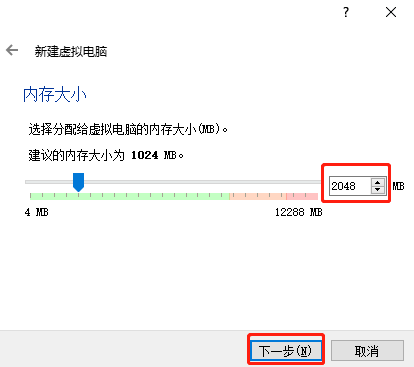 ?
新建虚拟电脑
内存大小
选择分配给虚拟电脑的内存大小(MB)。
建议的内存大小为 1024 MB。
2048 MB
4 MB 12288 MB
下一步(N) 取消